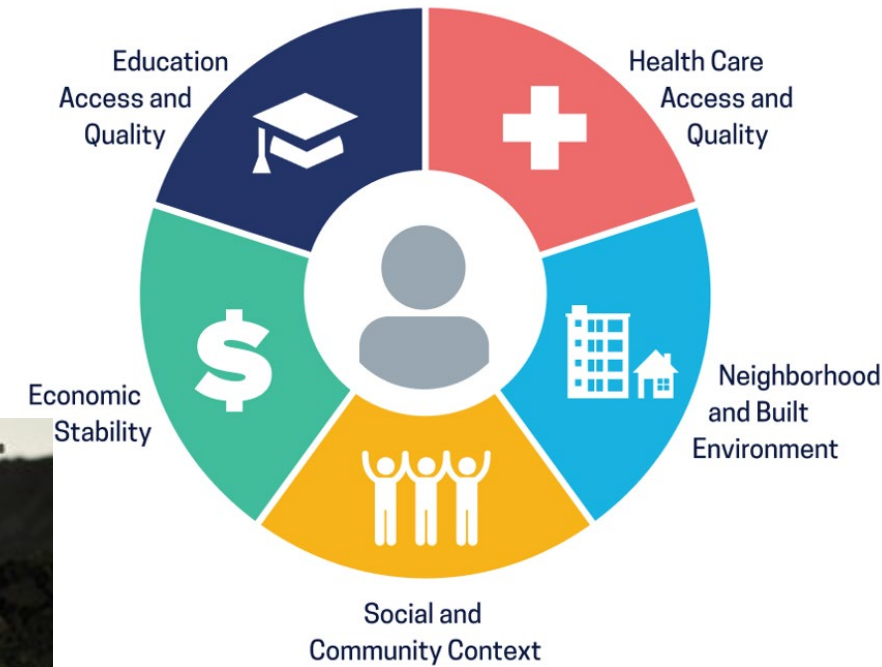 Education
Access and
Quality
Health Care
Access and
Quality
Economic
Stability
Neighborhood
and Built
Environment
Social and
Community Context